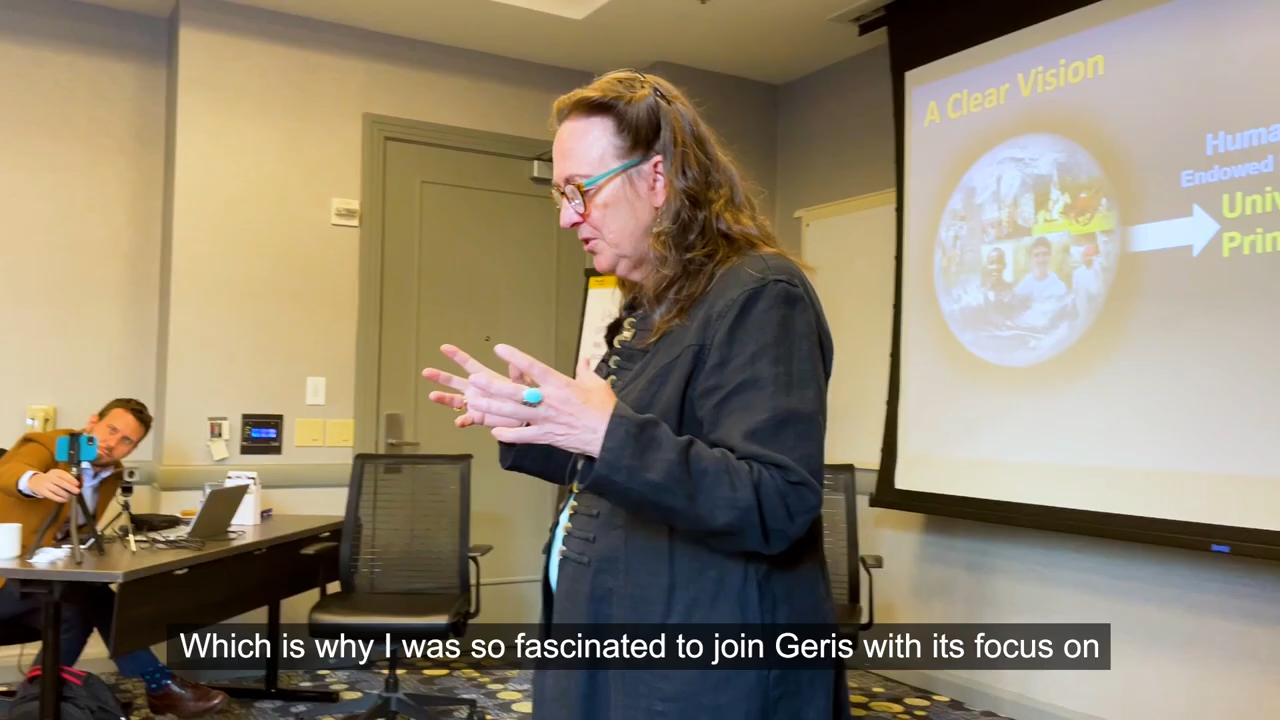 A Clear Vision
Huma
Endowed
Univ
Prin
Which is why I was so fascinated to join Geris with its focus on